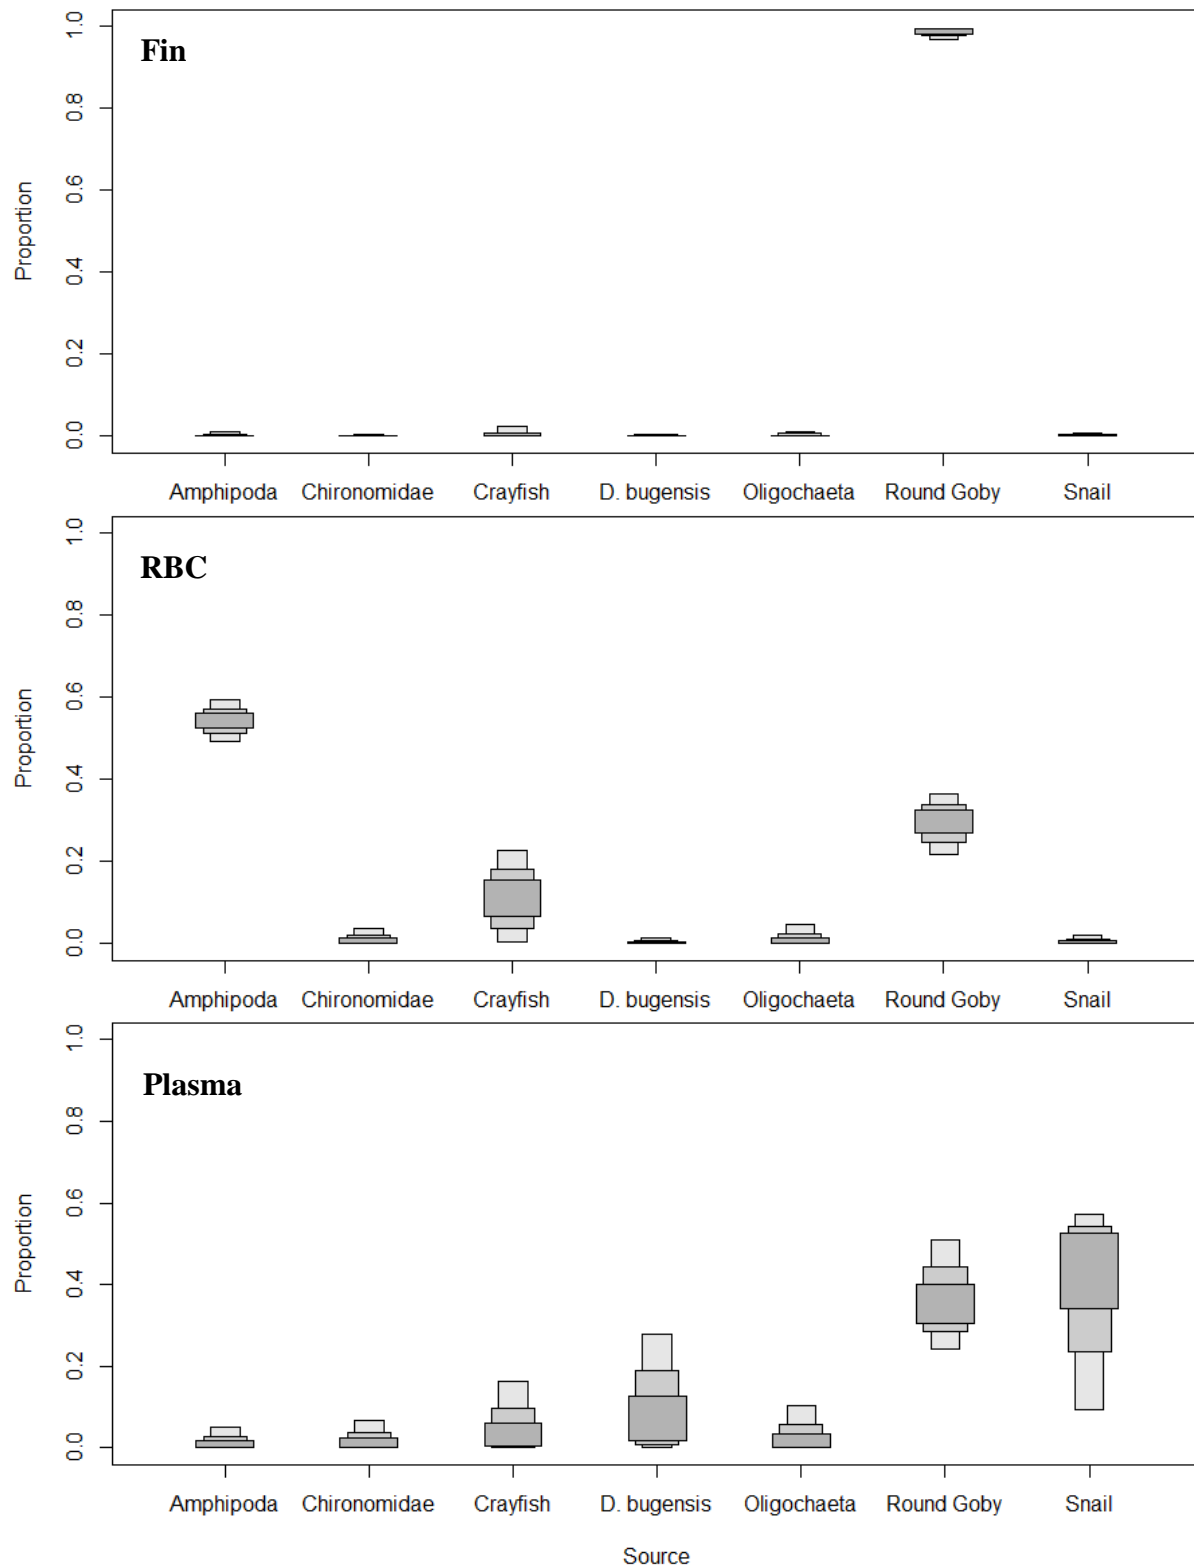 Fin
1.0
0.8
0.6
0.4
0.2
0.0
Proportion
Amphipoda Chironomidae Crayfish D. bugensis Oligochaeta Round Goby Snail
RBC
1.0
0.8
0.6
0.4
0.2
0.0
Proportion
Amphipoda Chironomidae Crayfish D. bugensis Oligochaeta Round Goby Snail
Plasma
1.0
0.8
0.6
0.4
0.2
0.0
Proportion
Amphipoda Chironomidae Crayfish D. bugensis Oligochaeta Round Goby Snail
Source